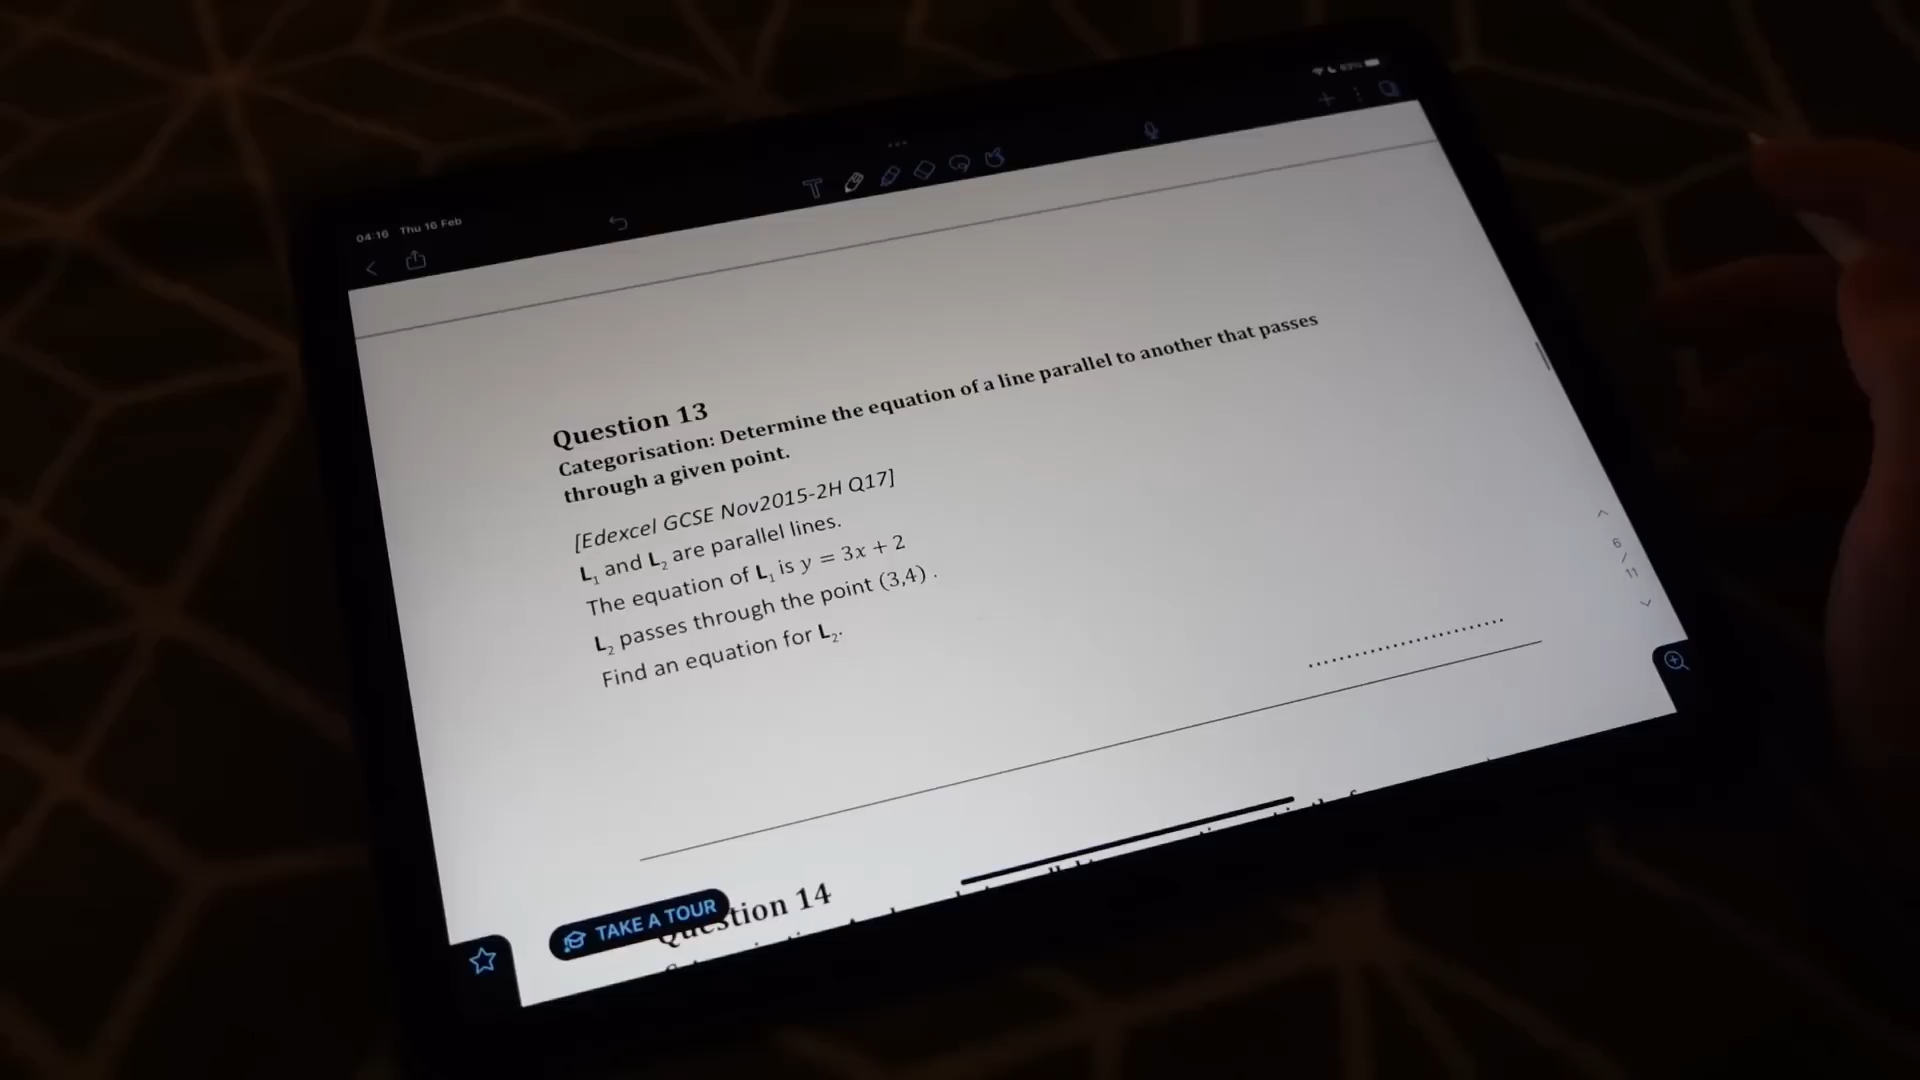 04:16 Thu 16 Feb
63%
Question 13
Categorisation: Determine the equation of a line parallel to another that passes
through a given point.
[Edexcel GCSE Nov2015-2H Q17]
L₁ and L₂ are parallel lines.
The equation of L₁ is y = 3x + 2
L₂ passes through the point (3,4) .
Find an equation for L₂.
6
/
11
Question 14
TAKE A TOUR